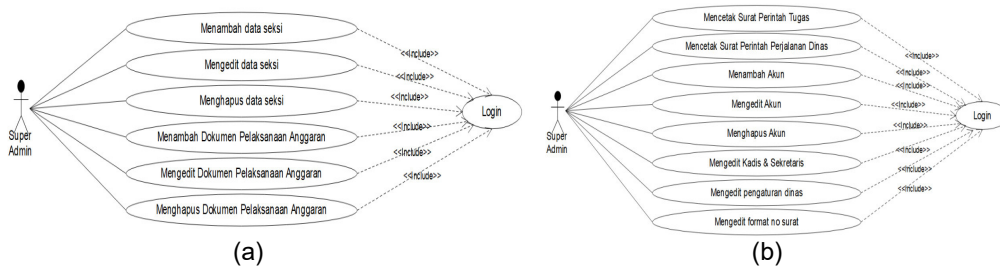 Menambah data seksi
<<Include>>
Mengedit data seksi
<<Include>>
Menghapus data seksi
<<Include>>
Login
Super
Admin
Menambah Dokumen Pelaksanaan Anggaran
<<Include>>
Mengedit Dokumen Pelaksanaan Anggaran
<<Include>>
Menghapus Dokumen Pelaksanaan Anggaran
<<Include>>
(a)
Mencetak Surat Perintah Tugas
<<Include>>
Mencetak Surat Perintah Perjalanan Dinas
<<Include>>
Menambah Akun
<<Include>>
Mengedit Akun
<<Include>>
Login
Super
Admin
Menghapus Akun
<<Include>>
Mengedit Kadis & Sekretaris
<<Include>>
Mengedit pengaturan dinas
<<Include>>
Mengedit format no surat
<<Include>>
(b)